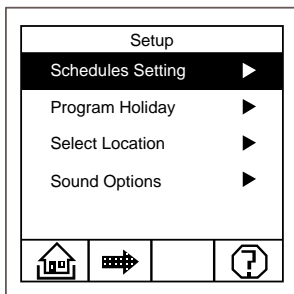 Setup
Schedules Setting
Program Holiday
Select Location
Sound Options
?